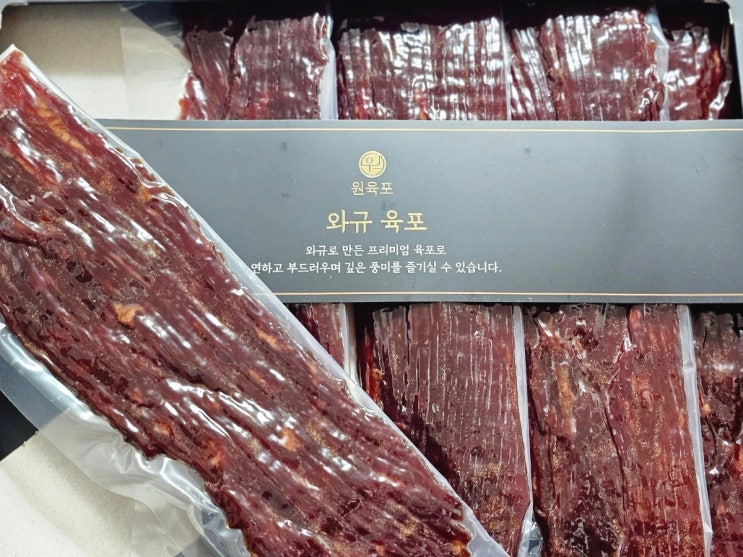 원육포
와규 육포
와규로 만든 프리미엄 육포로
연하고 부드러우며 깊은 풍미를 즐기실 수 있습니다.